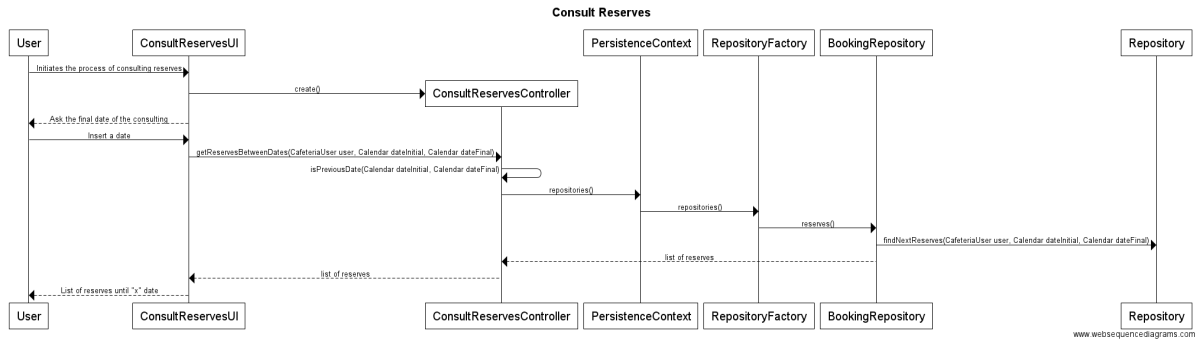 Consult Reserves
User ConsultReservesUI PersistenceContext RepositoryFactory BookingRepository Repository
Initiates the process of consulting reserves
create()
ConsultReservesController
Ask the final date of the consulting
Insert a date
getReservesBetweenDates(CafeteriaUser user, Calendar dateInitial, Calendar dateFinal)
isPreviousDate(Calendar dateInitial, Calendar dateFinal)
repositories()
repositories()
reserves()
findNextReserves(CafeteriaUser user, Calendar dateInitial, Calendar dateFinal)
list of reserves
list of reserves
List of reserves until "x" date
User ConsultReservesUI ConsultReservesController PersistenceContext RepositoryFactory BookingRepository Repository
www.websequencediagrams.com